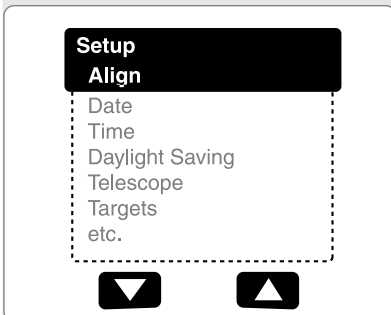 Setup
Align
Date
Time
Daylight Saving
Telescope
Targets
etc.